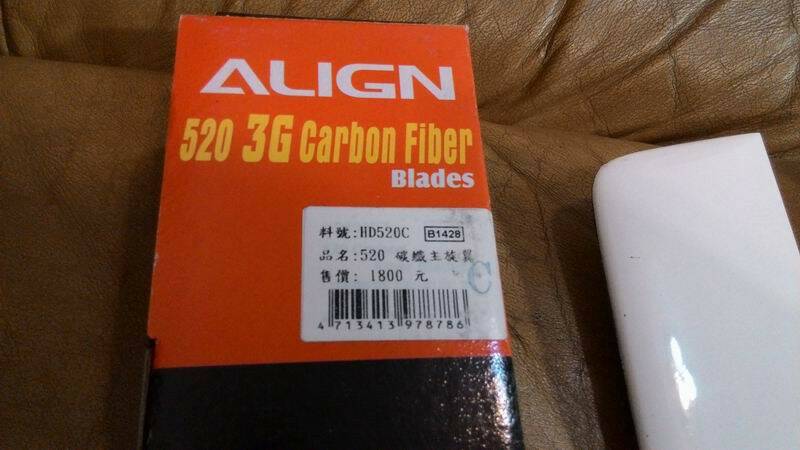 ALIGN
520 3G Carbon Fiber
Blades
料號:HD520C B1428
品名:520 碳纖主旋翼
售價: 1800 元
C
4 713413 978786